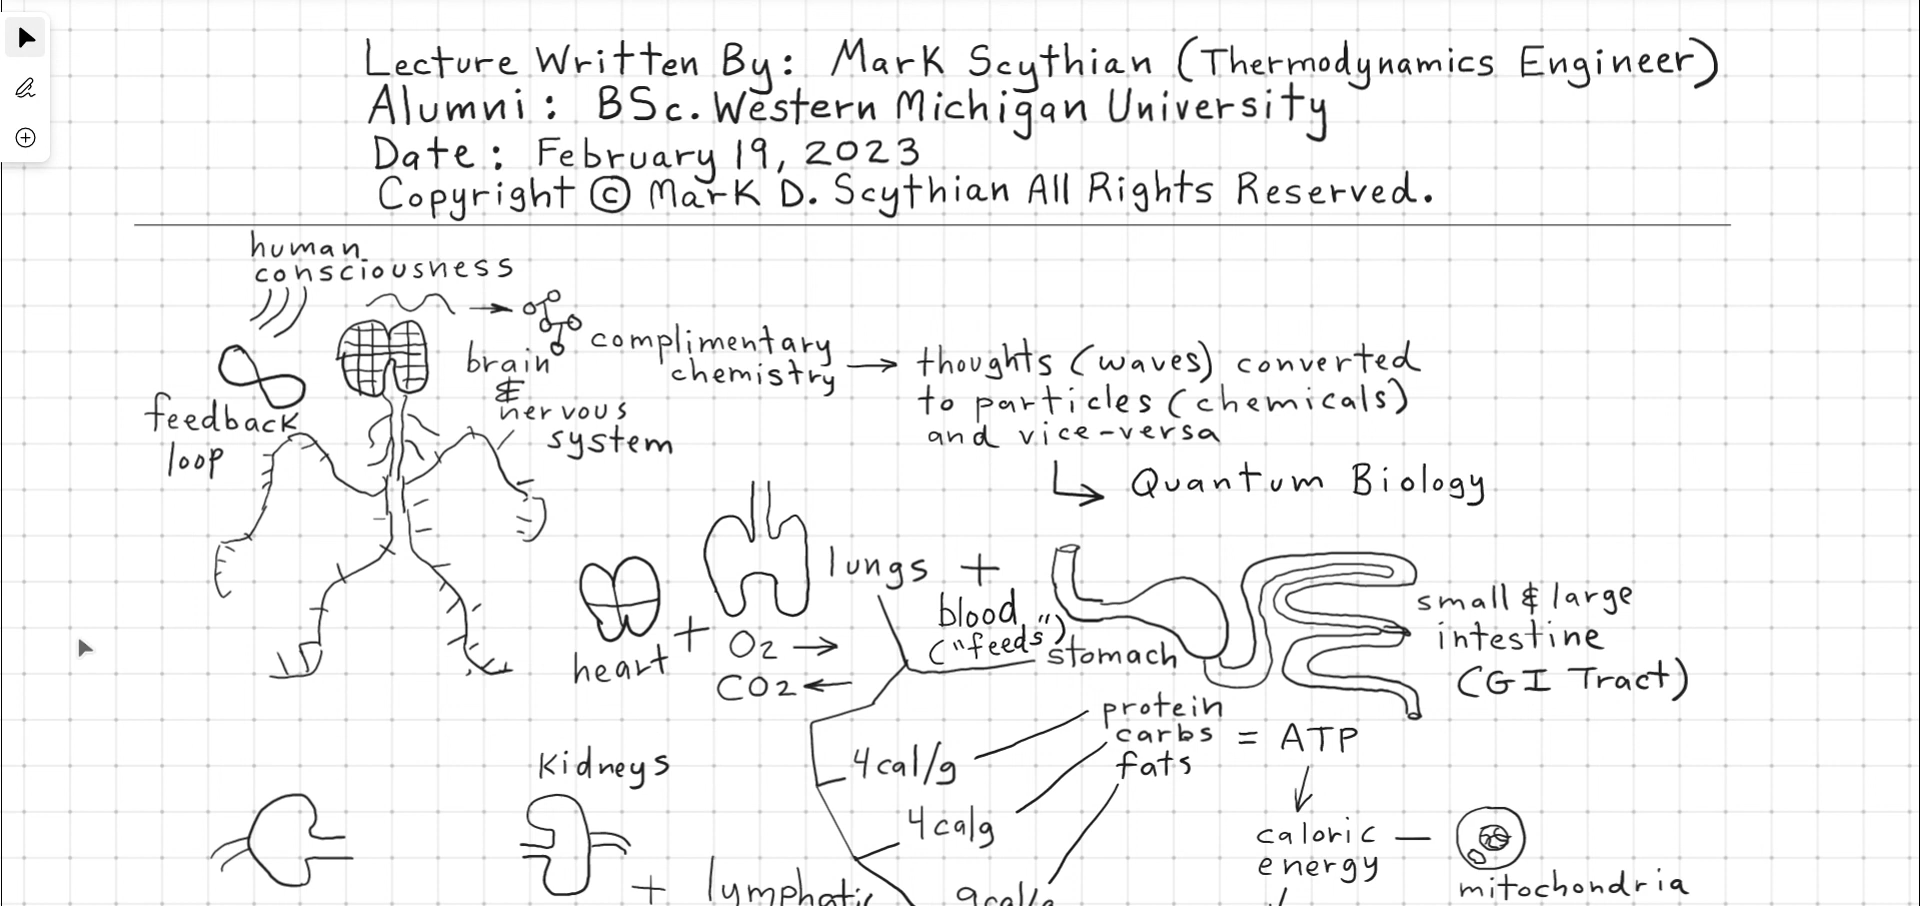 Lecture Written By: Mark Scythian (Thermodynamics Engineer)
Alumni: BSc. Western Michigan University
Date: February 19, 2023
Copyright © Mark D. Scythian All Rights Reserved.
human
consciousness
feedback
loop
brain
&
nervous
system
complimentary
chemistry
thoughts (waves) converted
to particles (chemicals)
and vice-versa
Quantum Biology
heart
+
lungs +
O2 →
CO2 ←
blood
("feeds")
stomach
small & large
intestine
(GI Tract)
protein
carbs = ATP
fats
4cal/g
4calg
9cal/g
Kidneys
+ lymphatic
caloric
energy
mitochondria